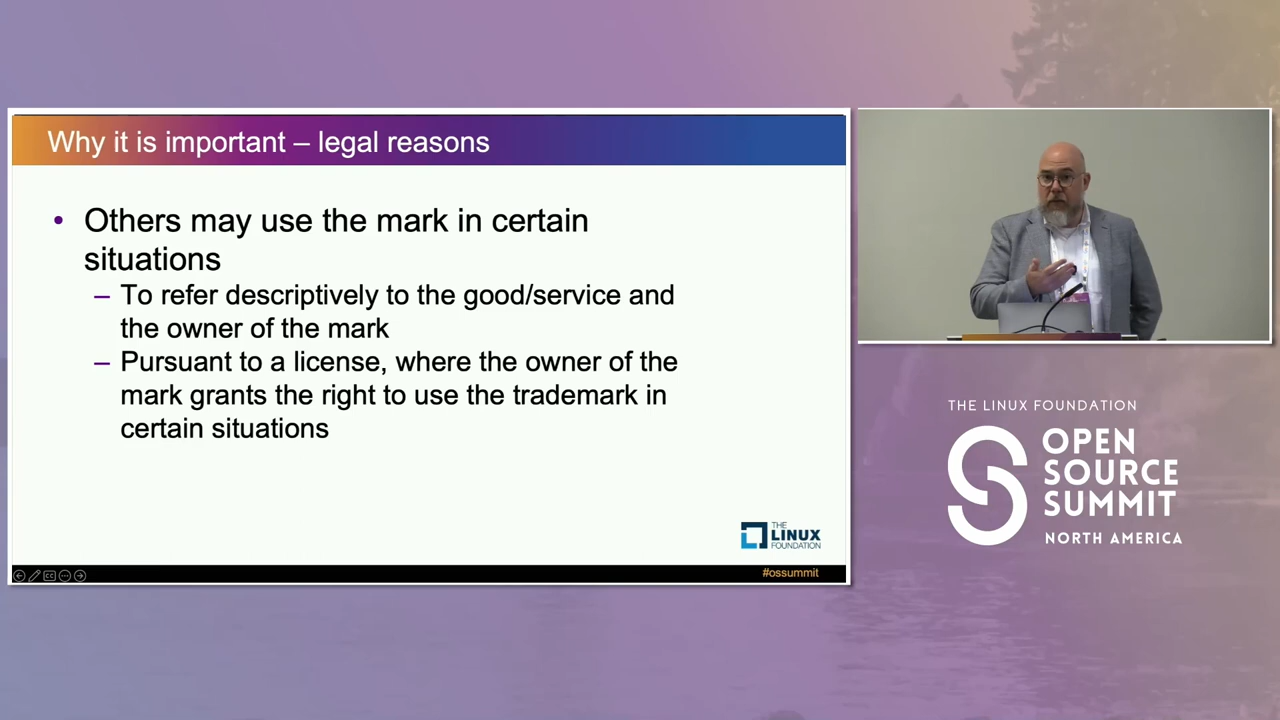 Why it is important – legal reasons
• Others may use the mark in certain
situations
– To refer descriptively to the good/service and
the owner of the mark
– Pursuant to a license, where the owner of the
mark grants the right to use the trademark in
certain situations
THE
LINUX
FOUNDATION
#ossummit
CC
THE LINUX FOUNDATION
OPEN
SOURCE
SUMMIT
NORTH AMERICA